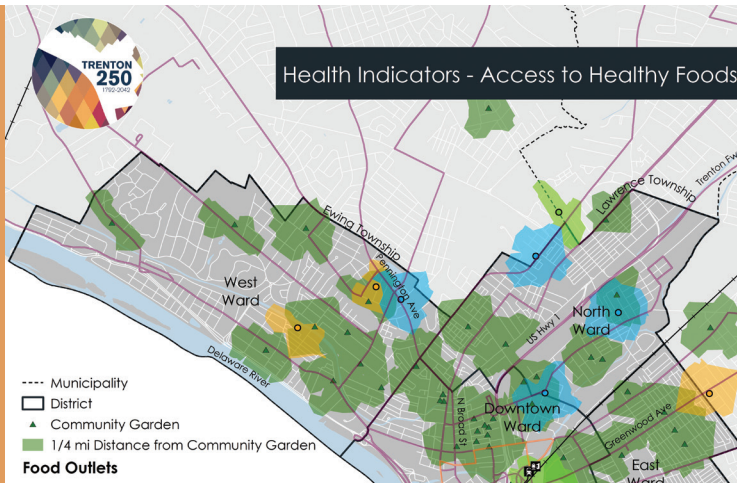 TRENTON
250
1792-2042
Health Indicators - Access to Healthy Foods
Lawrence Township
Trenton Fw
Ewing Township
Pennington Ave
West
Ward
US Hwy 1
North
Ward
Delaware River
N Broad St
Downtown
Ward
Greenwood Ave
East
Ward
Municipality
District
Community Garden
1/4 mi Distance from Community Garden
Food Outlets